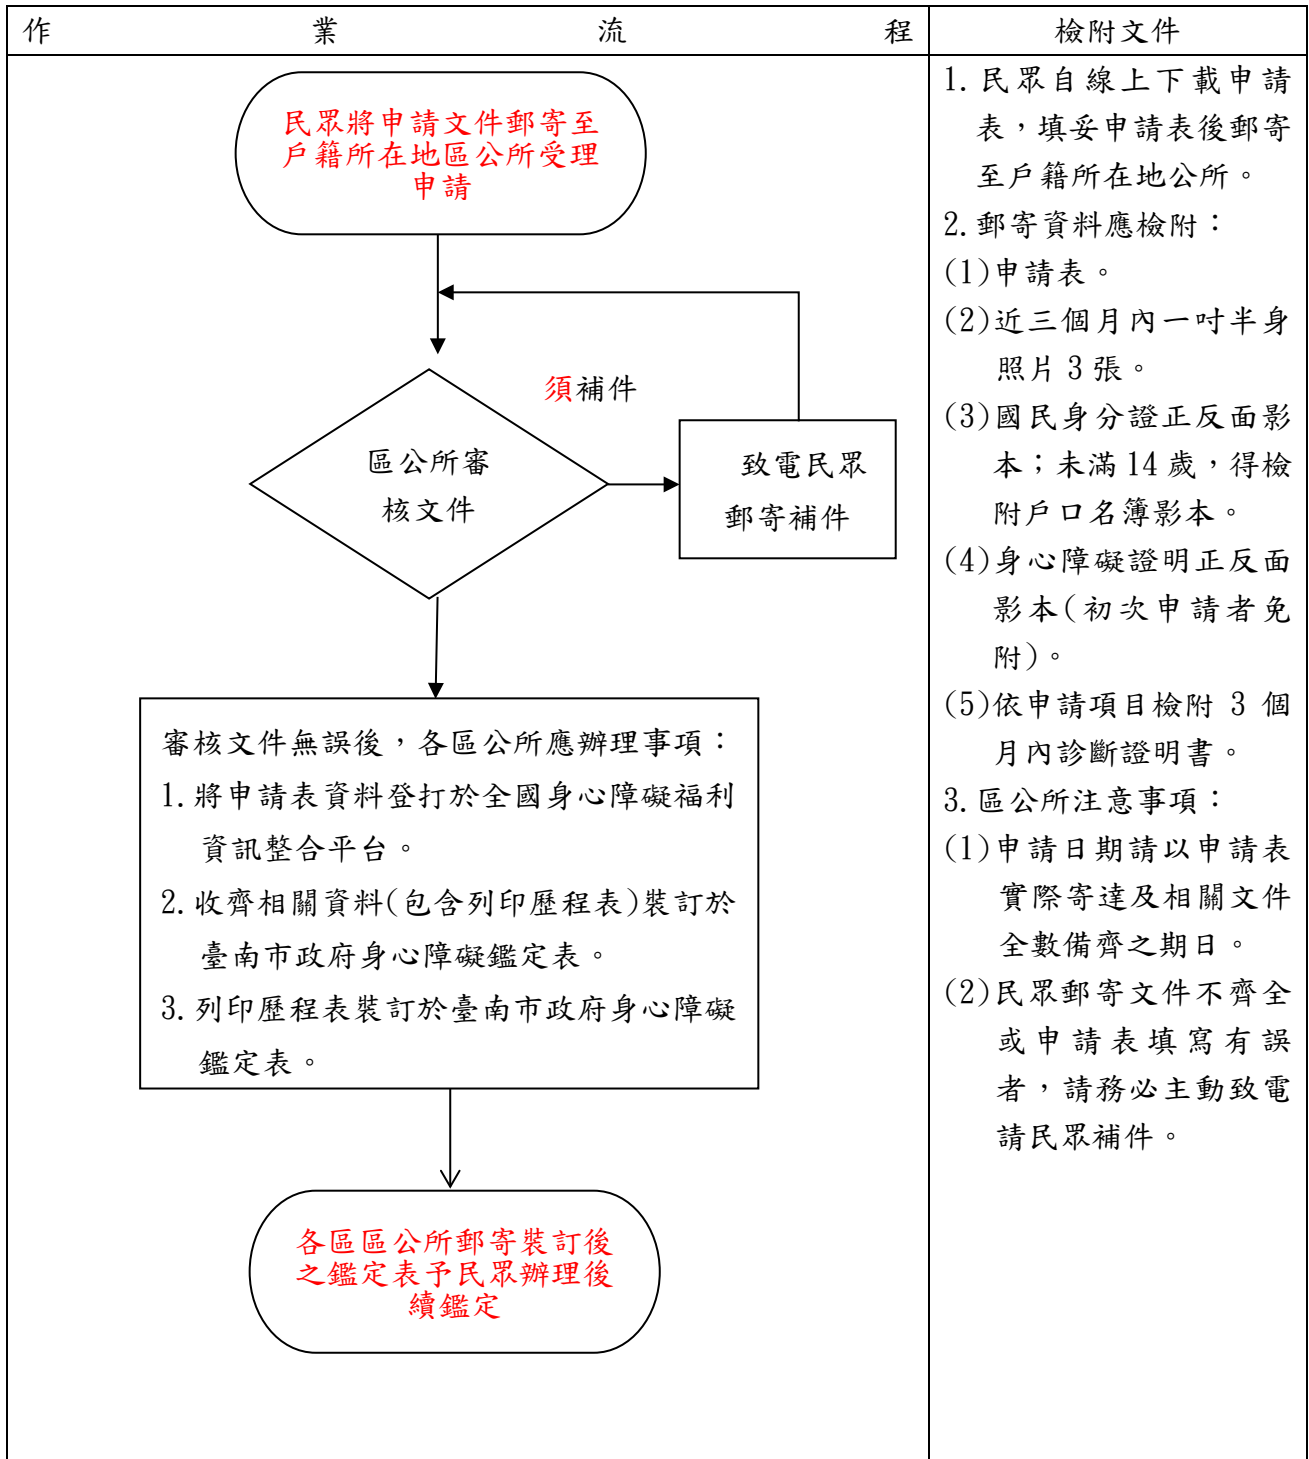 作業流程
民眾將申請文件郵寄至
戶籍所在地區公所受理
申請
須補件
區公所審
核文件
致電民眾
郵寄補件
審核文件無誤後，各區公所應辦理事項：
1.將申請表資料登打於全國身心障礙福利
資訊整合平台。
2.收齊相關資料(包含列印歷程表)裝訂於
臺南市政府身心障礙鑑定表。
3.列印歷程表裝訂於臺南市政府身心障礙
鑑定表。
各區區公所郵寄裝訂後
之鑑定表予民眾辦理後
續鑑定
檢附文件
1.民眾自線上下載申請
表，填妥申請表後郵寄
至戶籍所在地公所。
2.郵寄資料應檢附：
(1)申請表。
(2)近三個月內一吋半身
照片3張。
(3)國民身分證正反面影
本；未滿14歲，得檢
附戶口名簿影本。
(4)身心障礙證明正反面
影本(初次申請者免
附)。
(5)依申請項目檢附 3 個
月內診斷證明書。
3.區公所注意事項：
(1)申請日期請以申請表
實際寄達及相關文件
全數備齊之期日。
(2)民眾郵寄文件不齊全
或申請表填寫有誤
者，請務必主動致電
請民眾補件。